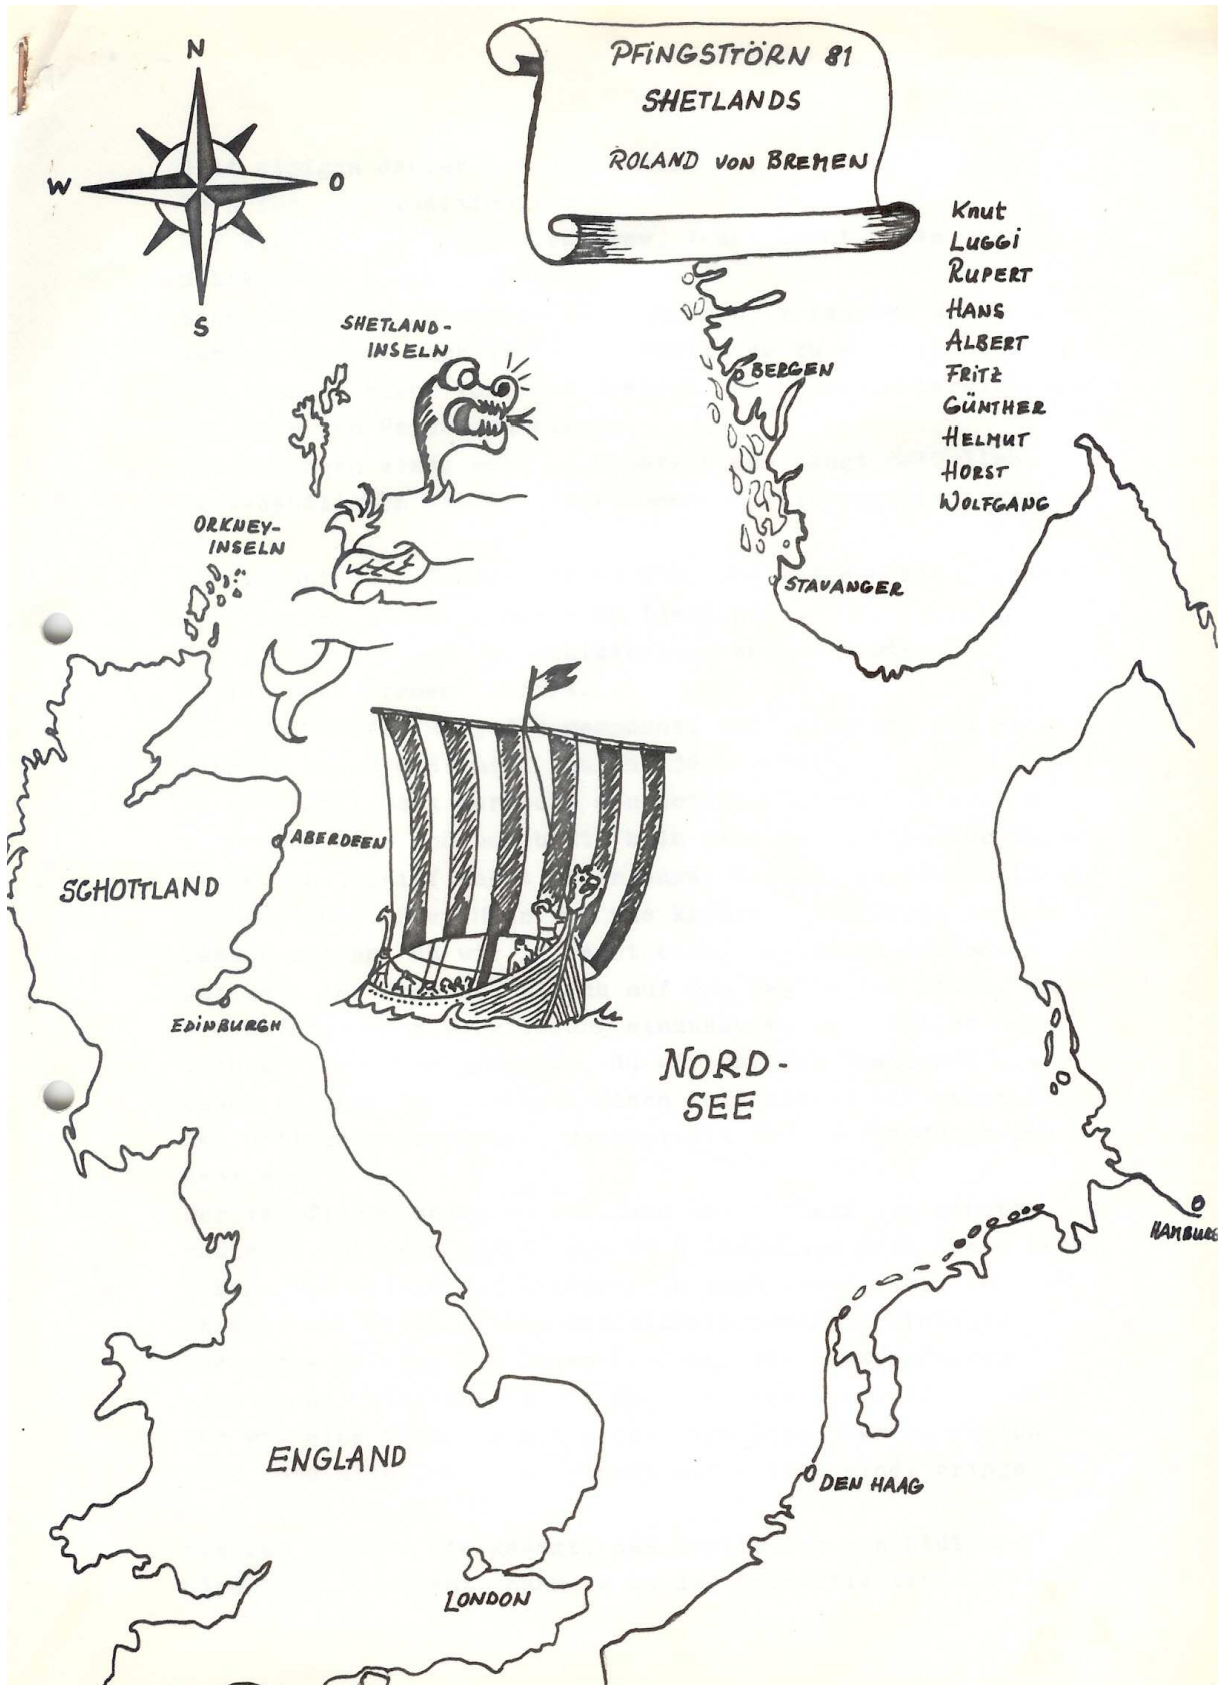 N
W
O
S
PFINGSTTÖRN 81
SHETLANDS
ROLAND VON BREMEN
Knut
LUGGI
RUPERT
HANS
ALBERT
FRITZ
GÜNTHER
HELMUT
HORST
WOLFGANG
SHETLAND-
INSELN
BERGEN
ORKNEY-
INSELN
STAVANGER
ABERDEEN
SCHOTTLAND
EDINBURGH
NORD-
SEE
HAMBURG
ENGLAND
DEN HAAG
LONDON